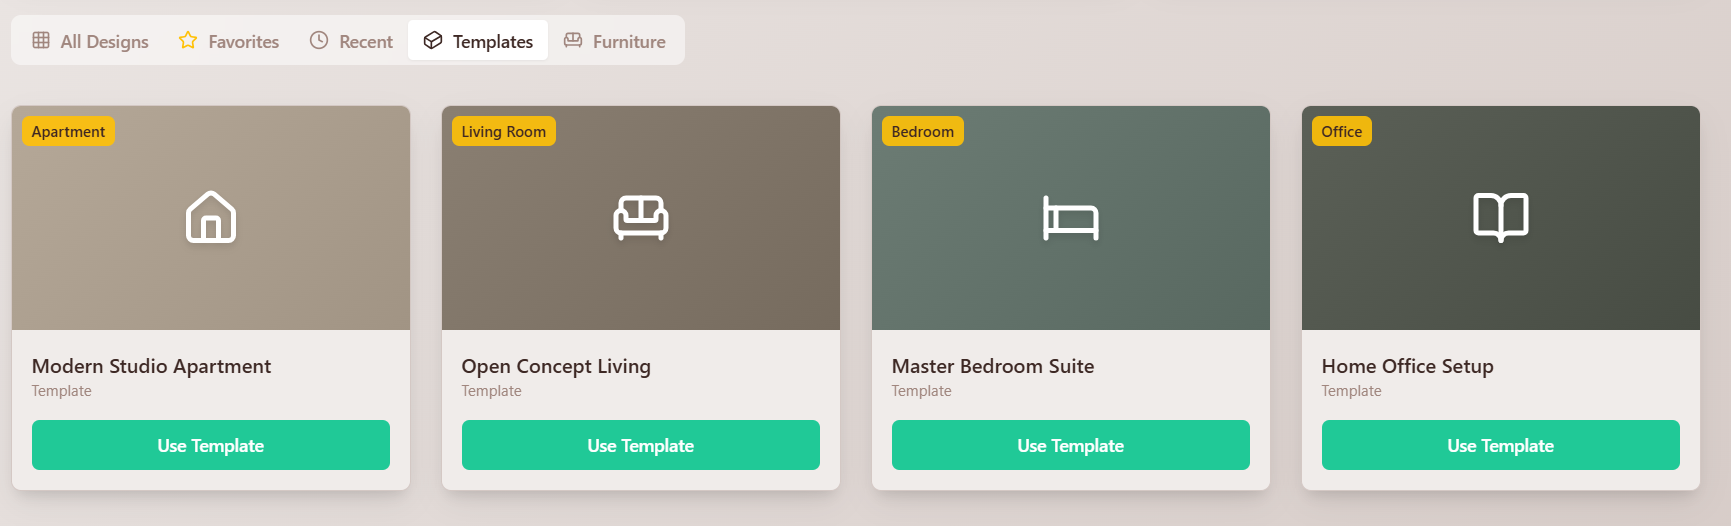 All Designs
Favorites
Recent
Templates
Furniture
Apartment
Living Room
Bedroom
Office
Modern Studio Apartment
Template
Use Template
Open Concept Living
Template
Use Template
Master Bedroom Suite
Template
Use Template
Home Office Setup
Template
Use Template